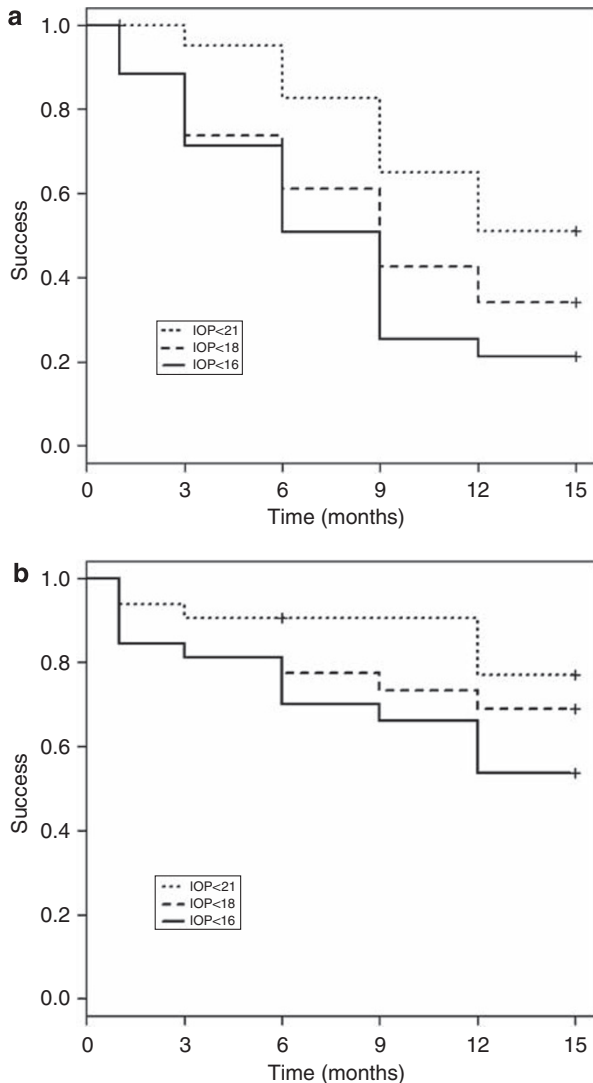 a
1.0
0.8
0.6
0.4
0.2
0.0
Success
IOP<21
IOP<18
IOP<16
0 3 6 9 12 15
Time (months)
b
1.0
0.8
0.6
0.4
0.2
0.0
Success
IOP<21
IOP<18
IOP<16
0 3 6 9 12 15
Time (months)